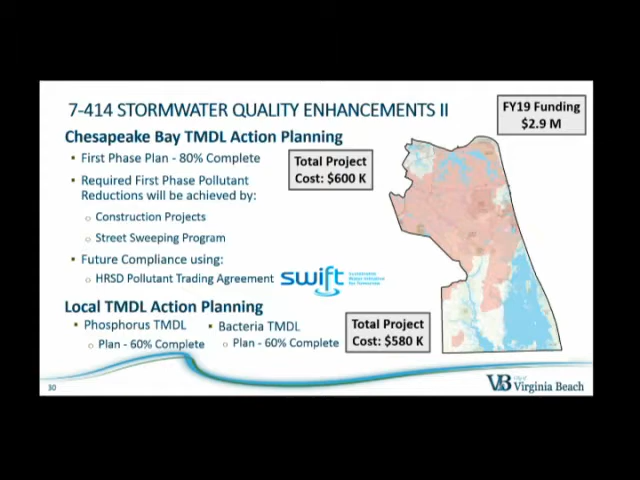 7-414 STORMWATER QUALITY ENHANCEMENTS II
FY19 Funding
$2.9 M
Chesapeake Bay TMDL Action Planning
• First Phase Plan - 80% Complete
Total Project
Cost: $600 K
• Required First Phase Pollutant
Reductions will be achieved by:
o Construction Projects
o Street Sweeping Program
• Future Compliance using:
o HRSD Pollutant Trading Agreement
swift
Local TMDL Action Planning
• Phosphorus TMDL
o Plan - 60% Complete
• Bacteria TMDL
o Plan - 60% Complete
Total Project
Cost: $580 K
30
VB
City of
Virginia Beach